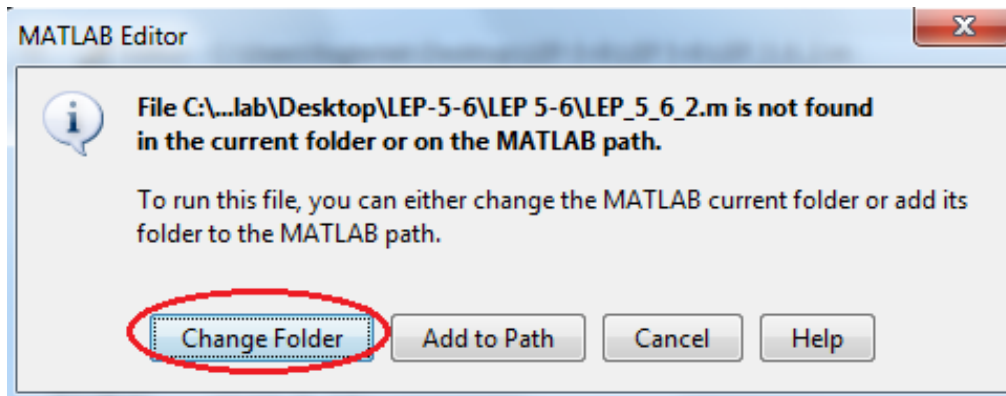 MATLAB Editor
x
File C:\...lab\Desktop\LEP-5-6\LEP 5-6\LEP_5_6_2.m is not found
in the current folder or on the MATLAB path.
To run this file, you can either change the MATLAB current folder or add its
folder to the MATLAB path.
Change Folder Add to Path Cancel Help